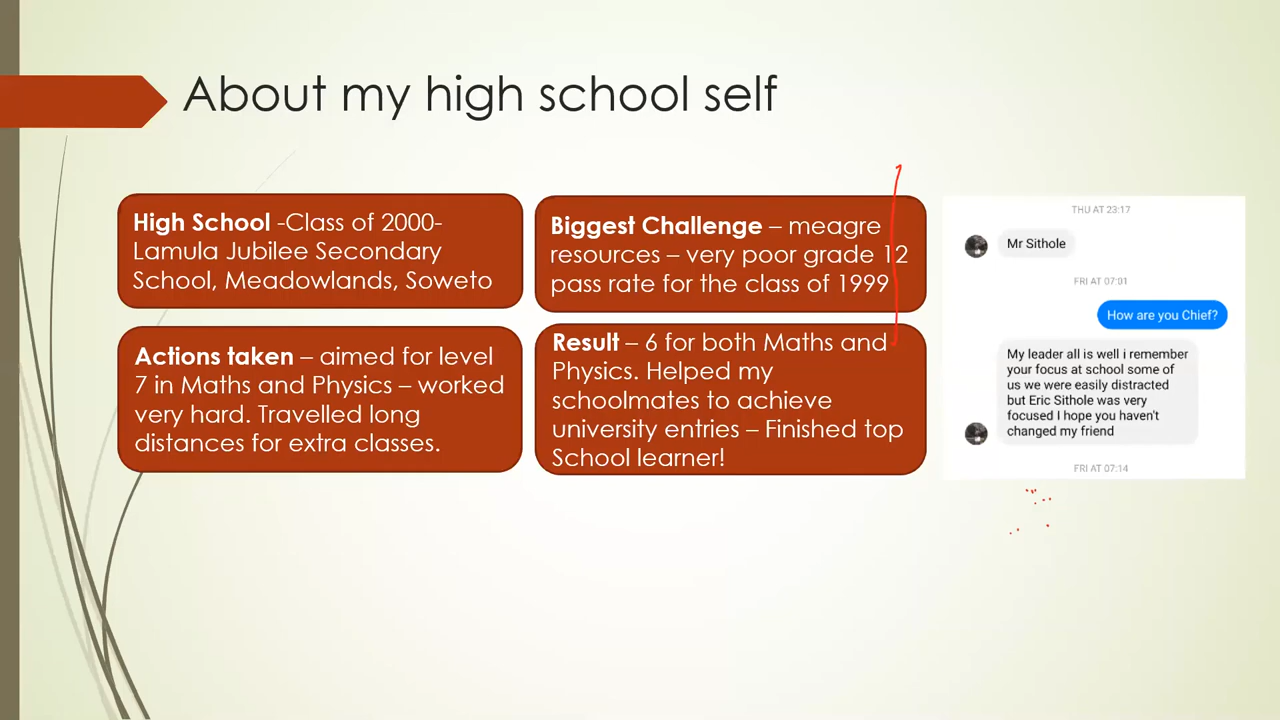 About my high school self
High School -Class of 2000-
Lamula Jubilee Secondary
School, Meadowlands, Soweto
Biggest Challenge – meagre
resources – very poor grade 12
pass rate for the class of 1999
Actions taken – aimed for level
7 in Maths and Physics – worked
very hard. Travelled long
distances for extra classes.
Result – 6 for both Maths and
Physics. Helped my
schoolmates to achieve
university entries – Finished top
School learner!
THU AT 23:17
Mr Sithole
FRI AT 07:01
How are you Chief?
My leader all is well i remember
your focus at school some of
us we were easily distracted
but Eric Sithole was very
focused I hope you haven't
changed my friend
FRI AT 07:14